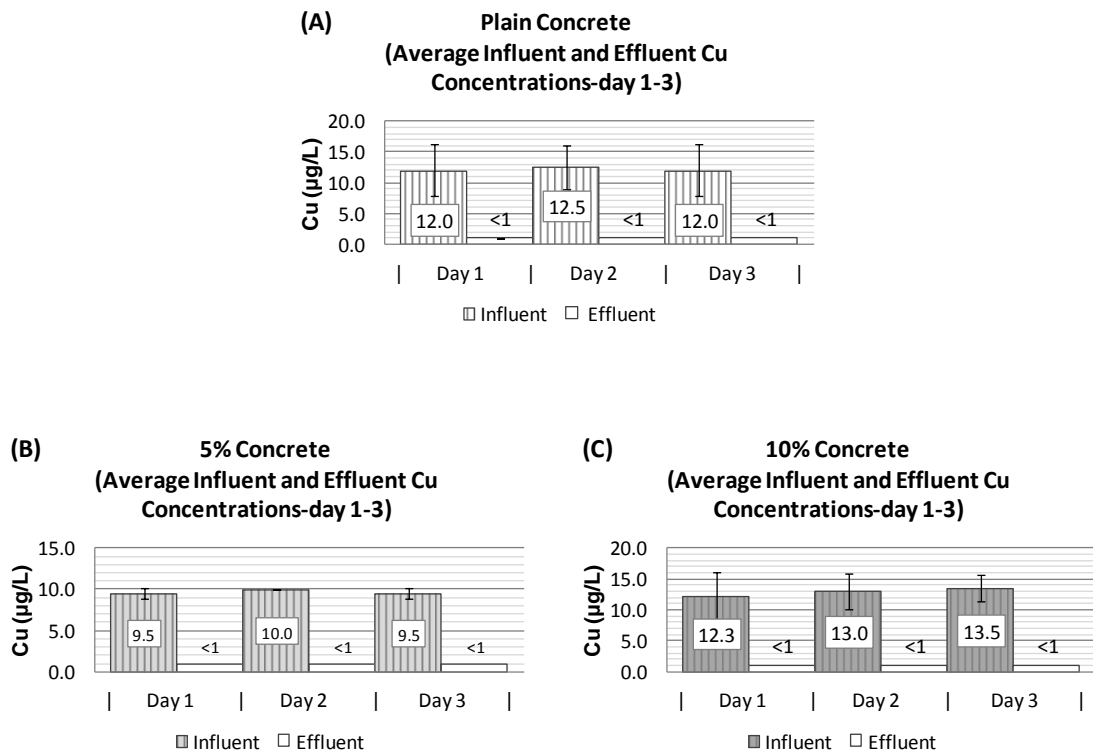 (A) Plain Concrete
(Average Influent and Effluent Cu
Concentrations-day 1-3)
Cu (µg/L)
20.0
15.0
10.0
5.0
0.0
12.0 <1 12.5 <1 12.0 <1
| Day 1 | Day 2 | Day 3 |
Influent Effluent
(B) 5% Concrete
(Average Influent and Effluent Cu
Concentrations-day 1-3)
Cu (µg/L)
15.0
10.0
5.0
0.0
9.5 <1 10.0 <1 9.5 <1
| Day 1 | Day 2 | Day 3 |
Influent Effluent
(C) 10% Concrete
(Average Influent and Effluent Cu
Concentrations-day 1-3)
Cu (µg/L)
20.0
15.0
10.0
5.0
0.0
12.3 <1 13.0 <1 13.5 <1
| Day 1 | Day 2 | Day 3 |
Influent Effluent